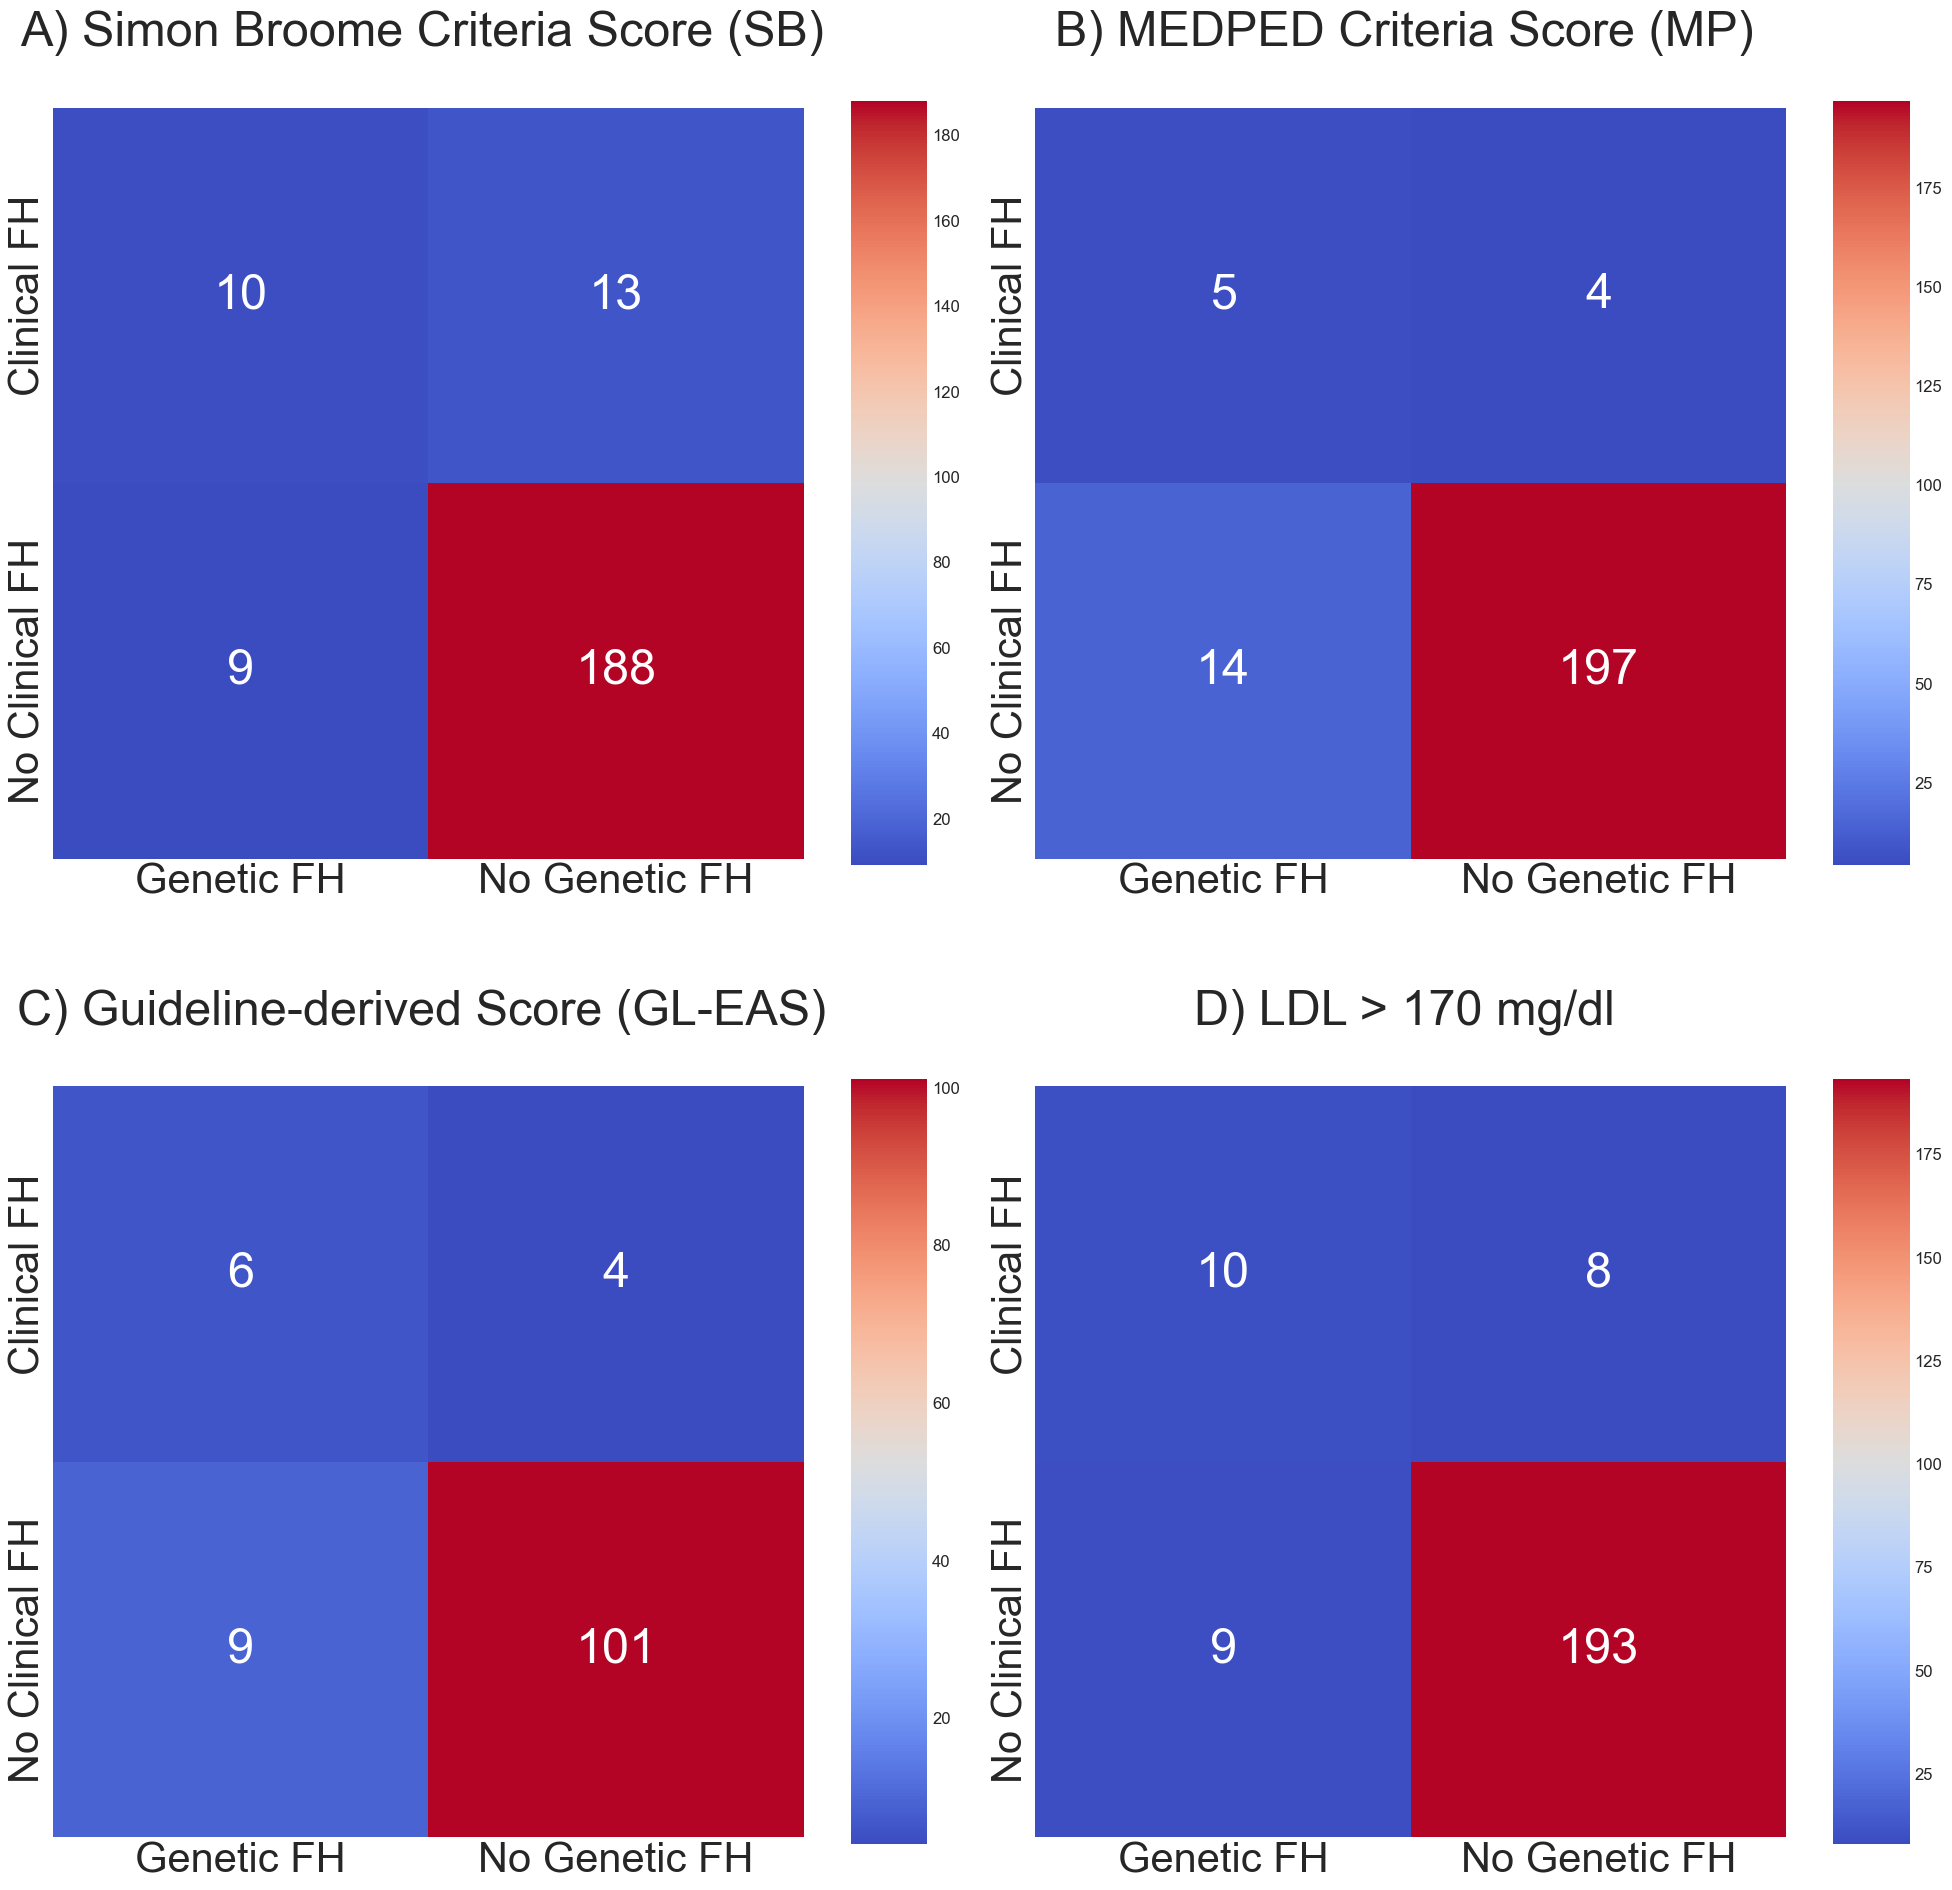 A) Simon Broome Criteria Score (SB)
Clinical FH
No Clinical FH
10
13
9
188
Genetic FH
No Genetic FH
180
160
140
120
100
80
60
40
20
B) MEDPED Criteria Score (MP)
Clinical FH
No Clinical FH
5
4
14
197
Genetic FH
No Genetic FH
175
150
125
100
75
50
25
C) Guideline-derived Score (GL-EAS)
Clinical FH
No Clinical FH
6
4
9
101
Genetic FH
No Genetic FH
100
80
60
40
20
D) LDL > 170 mg/dl
Clinical FH
No Clinical FH
10
8
9
193
Genetic FH
No Genetic FH
175
150
125
100
75
50
25